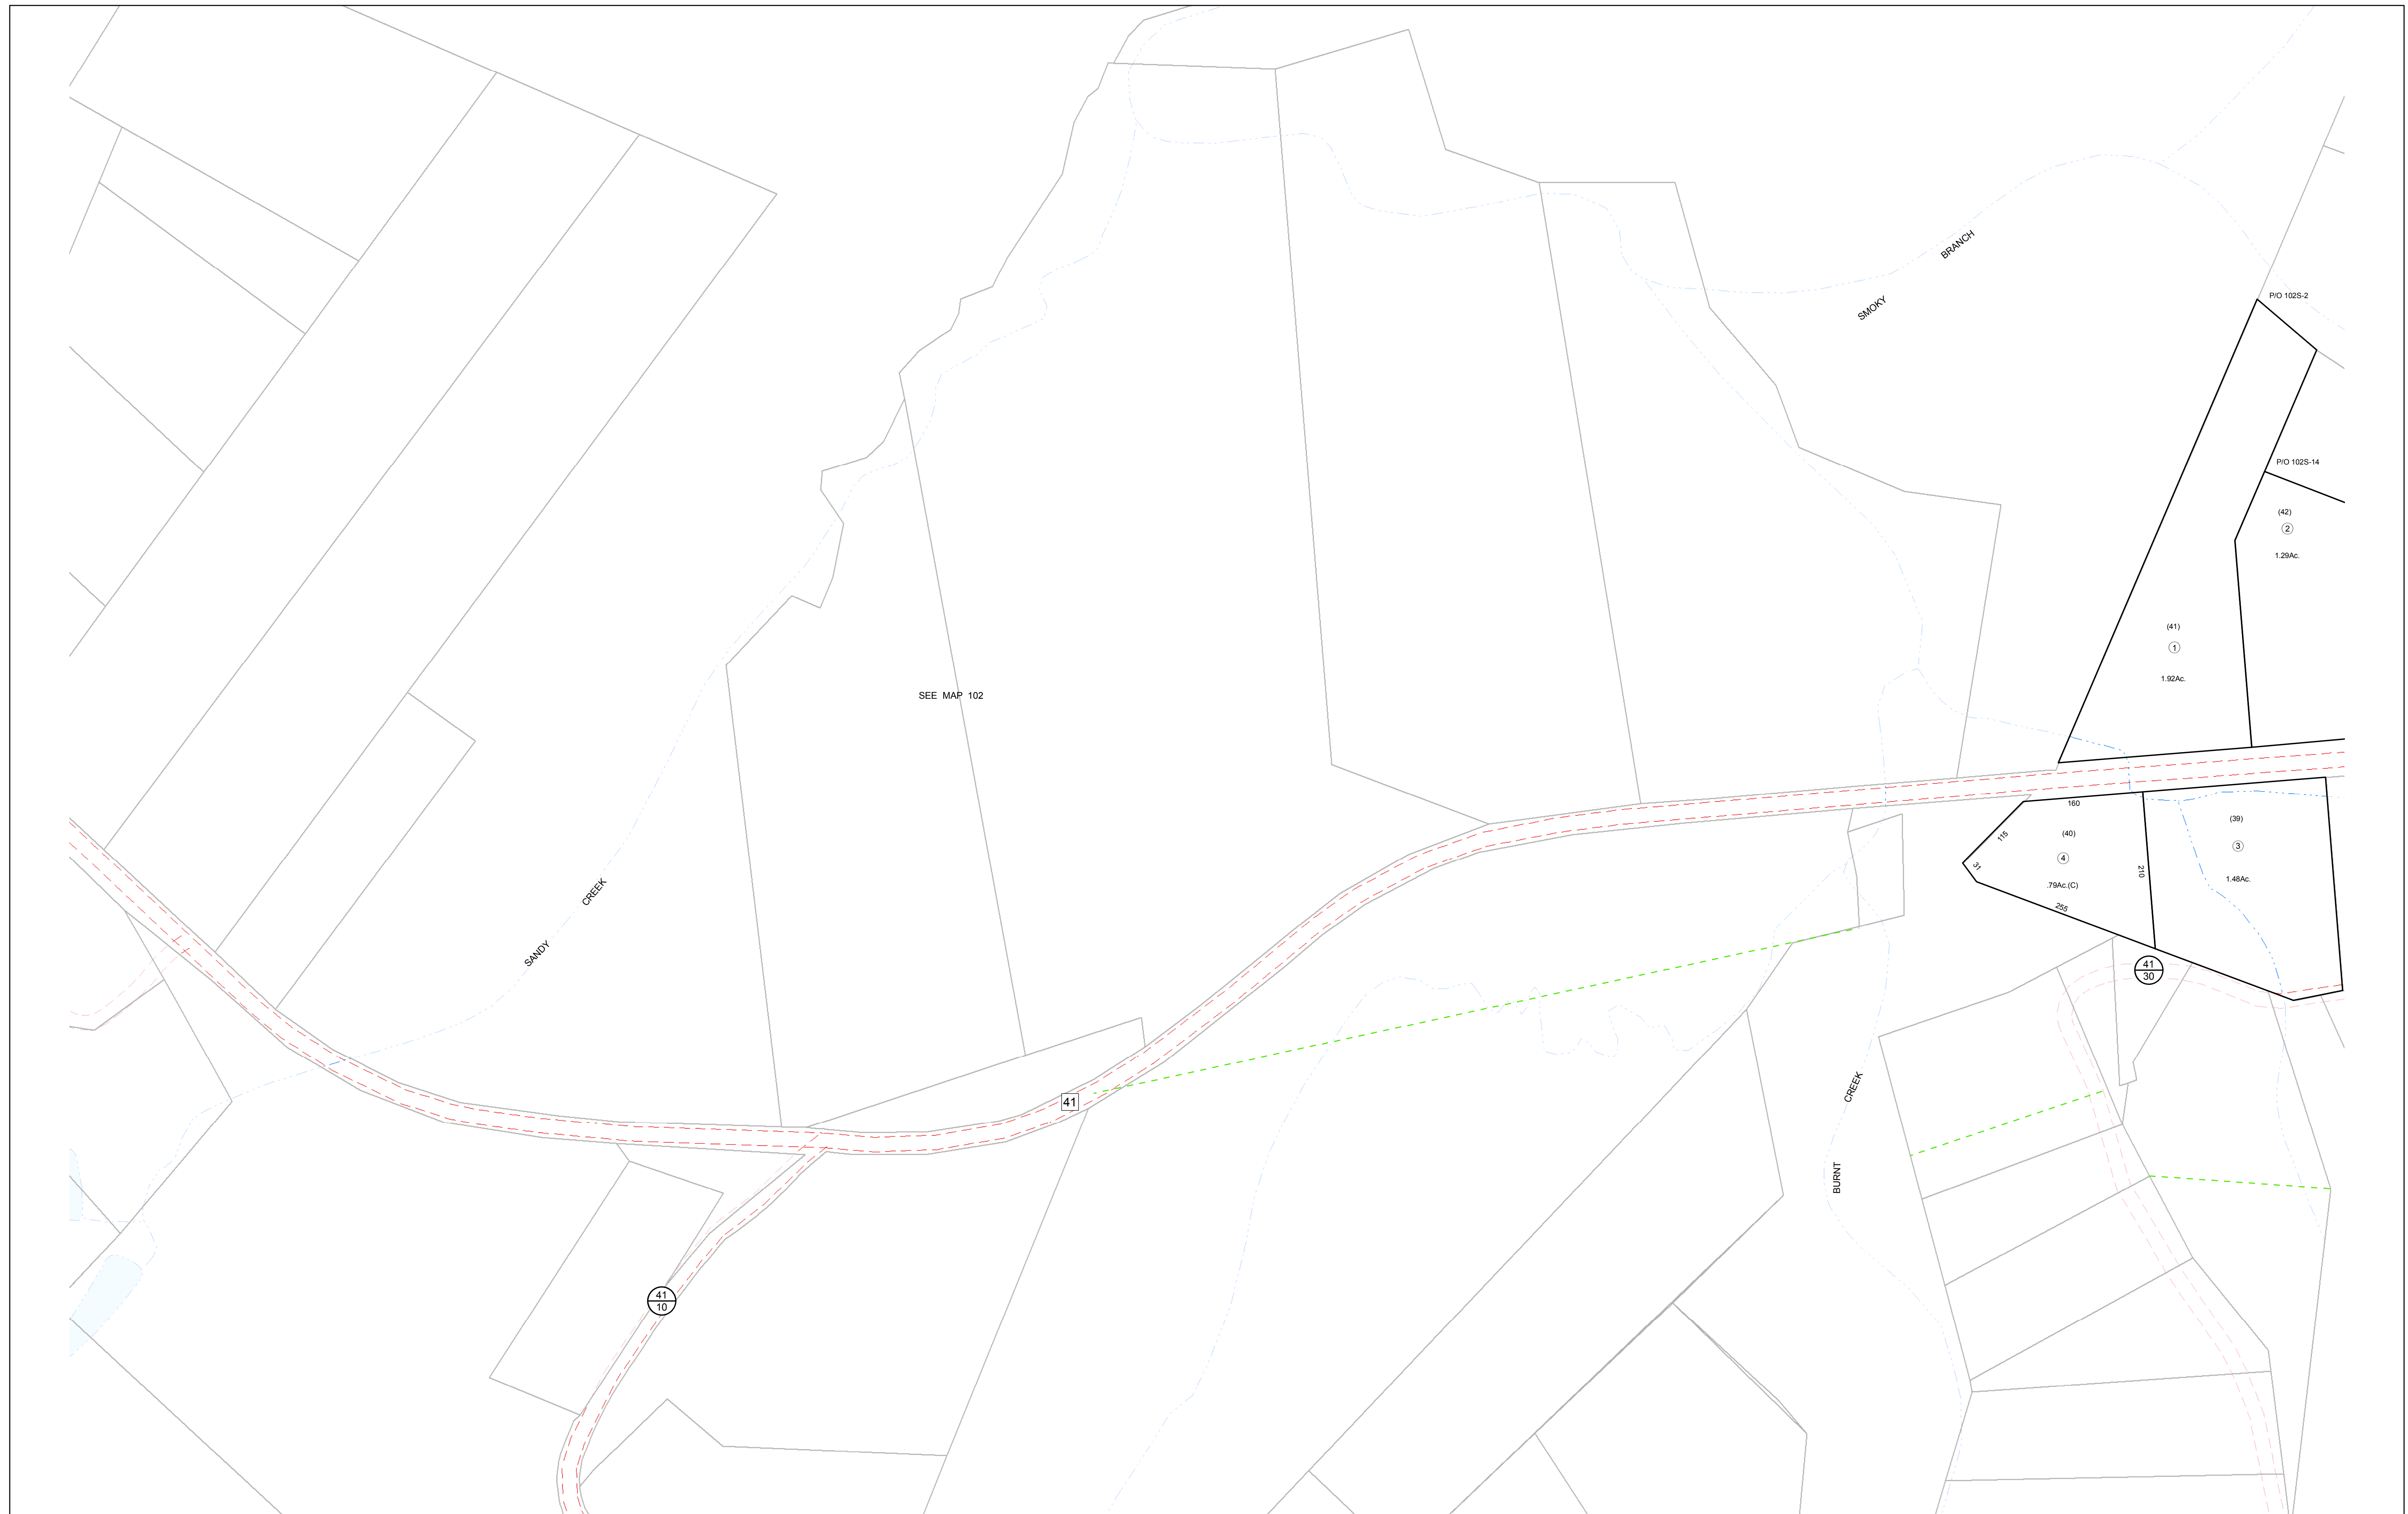 BRANCH
SMOKY
P/O 102S-2
P/O 102S-14
(42)
2
1.29Ac.
(41)
1
1.92Ac.
SEE MAP 102
160
(40)
4
.79Ac.(C)
115
31
255
210
(39)
3
1.48Ac.
CREEK
SANDY
41
30
41
CREEK
BURNT
41
10